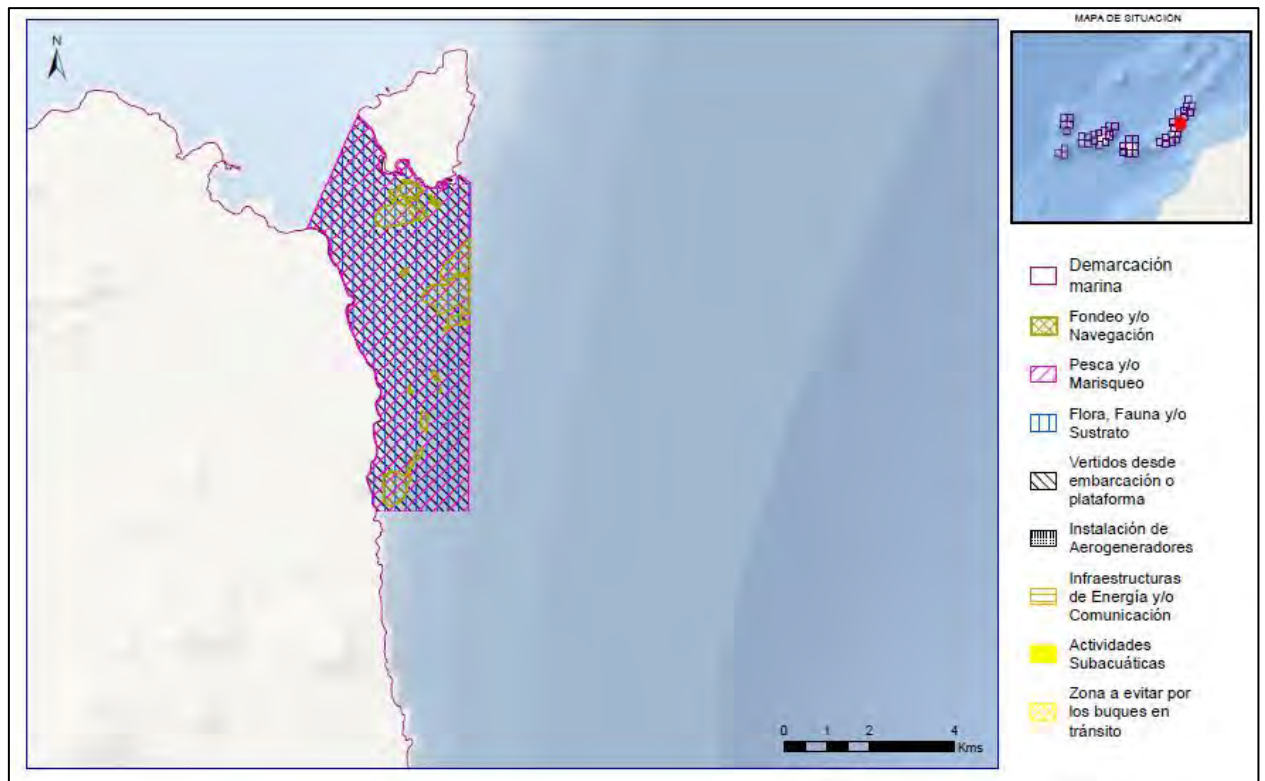 MAPA DE SITUACIÓN
N
Demarcación
marina
Fondeo y/o
Navegación
Pesca y/o
Marisqueo
Flora, Fauna y/o
Sustrato
Vertidos desde
embarcación o
plataforma
Instalación de
Aerogeneradores
Infraestructuras
de Energía y/o
Comunicación
Actividades
Subacuáticas
Zona a evitar por
los buques en
tránsito
0 1 2 4
Kms